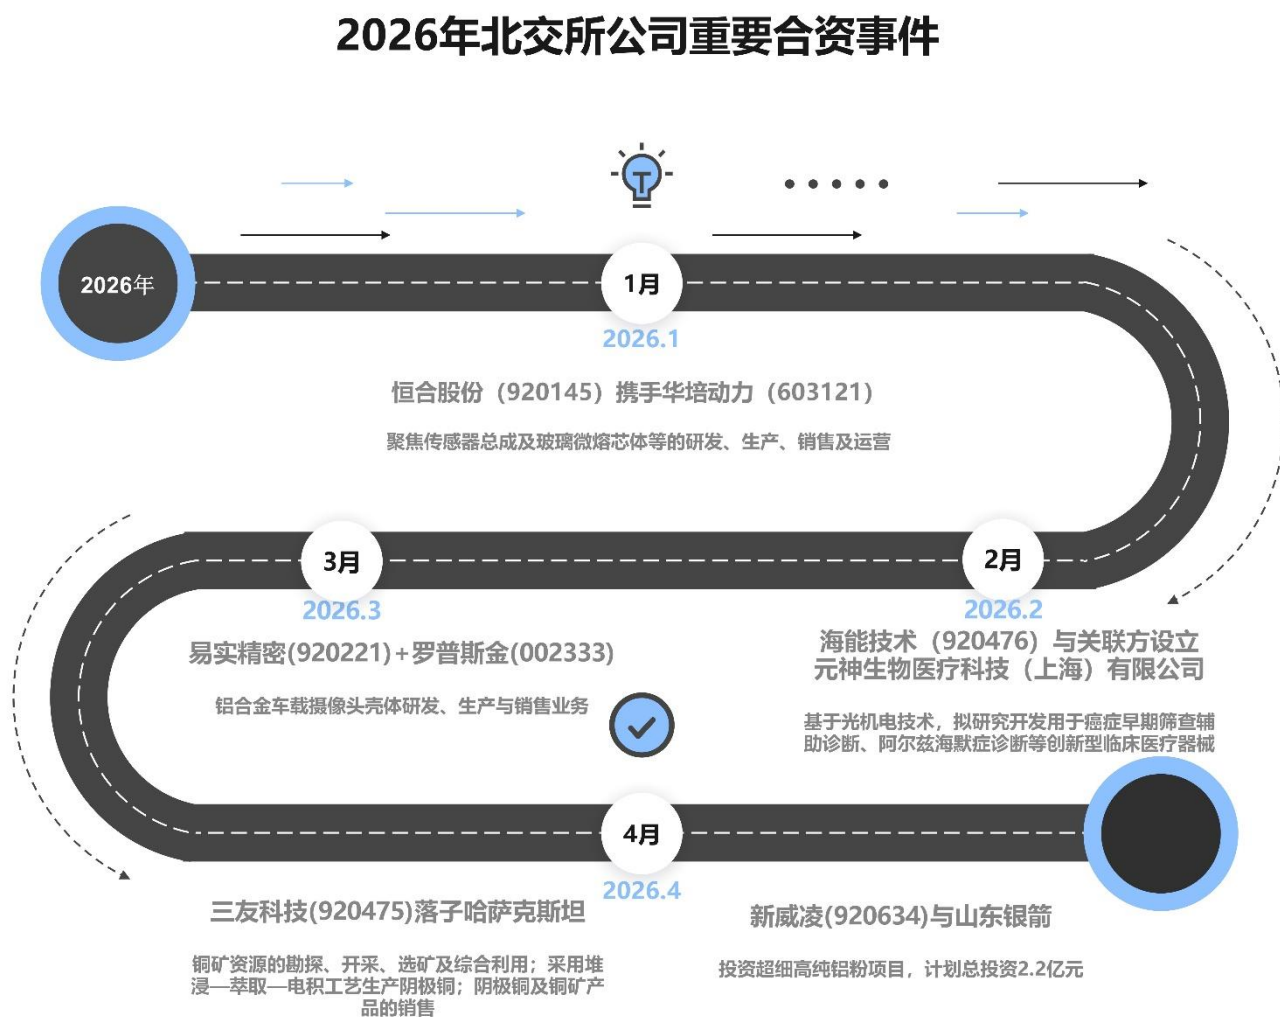 2026年北交所公司重要合资事件
2026年
1月
2026.1
恒合股份（920145）携手华培动力（603121）
聚焦传感器总成及玻璃微熔芯体等的研发、生产、销售及运营
2月
2026.2
海能技术（920476）与关联方设立
元神生物医疗科技（上海）有限公司
基于光机电技术，拟研究开发用于癌症早期筛查辅
助诊断、阿尔兹海默症诊断等创新型临床医疗器械
3月
2026.3
易实精密(920221)+罗普斯金(002333)
铝合金车载摄像头壳体研发、生产与销售业务
4月
2026.4
三友科技(920475)落子哈萨克斯坦
铜矿资源的勘探、开采、选矿及综合利用；采用堆
浸—萃取—电积工艺生产阴极铜；阴极铜及铜矿产
品的销售
新威凌(920634)与山东银箭
投资超细高纯铝粉项目，计划总投资2.2亿元